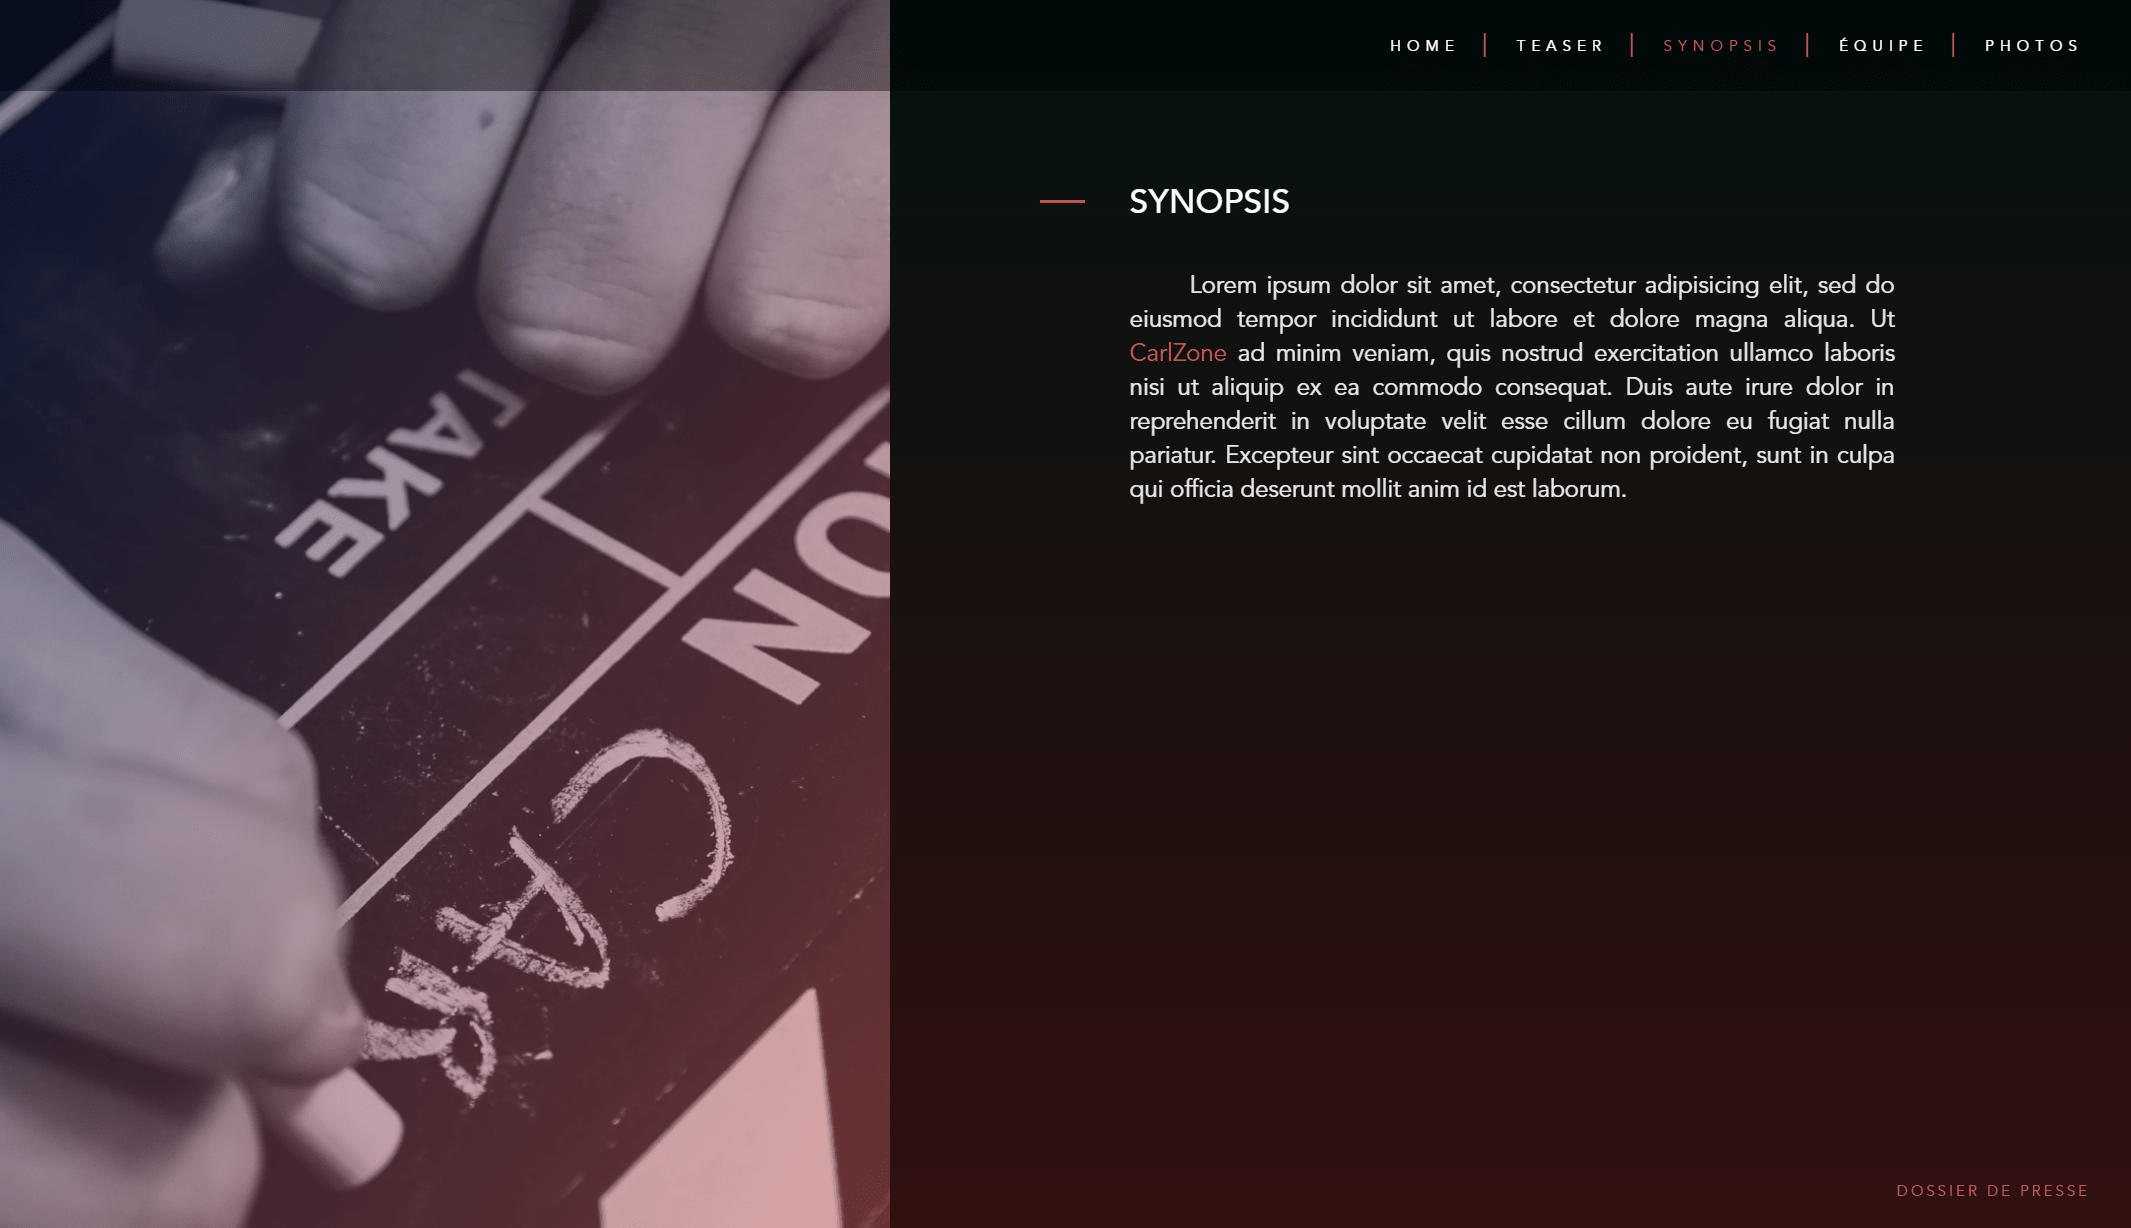 HOME | TEASER | SYNOPSIS | ÉQUIPE | PHOTOS
SYNOPSIS
Lorem ipsum dolor sit amet, consectetur adipisicing elit, sed do
eiusmod tempor incididunt ut labore et dolore magna aliqua. Ut
CarlZone ad minim veniam, quis nostrud exercitation ullamco laboris
nisi ut aliquip ex ea commodo consequat. Duis aute irure dolor in
reprehenderit in voluptate velit esse cillum dolore eu fugiat nulla
pariatur. Excepteur sint occaecat cupidatat non proident, sunt in culpa
qui officia deserunt mollit anim id est laborum.
TAKE
ON
CAR
DOSSIER DE PRESSE